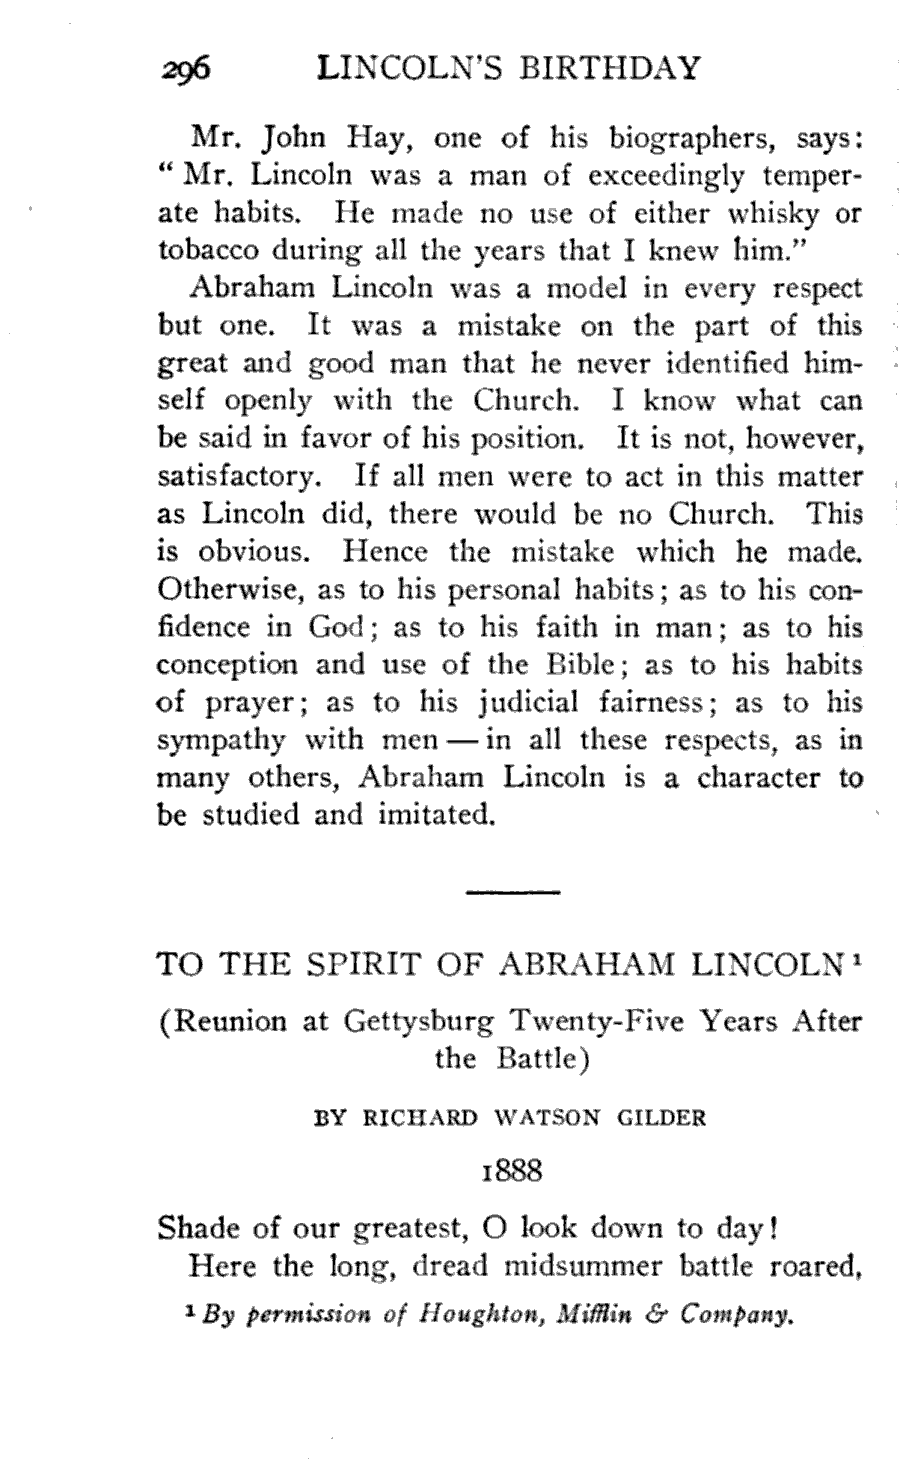 296 LINCOLN'S BIRTHDAY
Mr. John Hay, one of his biographers, says:
“ Mr. Lincoln was a man of exceedingly temper-
ate habits. He made no use of either whisky or
tobacco during all the years that I knew him.”
Abraham Lincoln was a model in every respect
but one. It was a mistake on the part of this
great and good man that he never identified him-
self openly with the Church. I know what can
be said in favor of his position. It is not, however,
satisfactory. If all men were to act in this matter
as Lincoln did, there would be no Church. This
is obvious. Hence the mistake which he made.
Otherwise, as to his personal habits; as to his con-
fidence in God; as to his faith in man; as to his
conception and use of the Bible; as to his habits
of prayer; as to his judicial fairness; as to his
sympathy with men — in all these respects, as in
many others, Abraham Lincoln is a character to
be studied and imitated.
TO THE SPIRIT OF ABRAHAM LINCOLN ¹
(Reunion at Gettysburg Twenty-Five Years After
the Battle)
BY RICHARD WATSON GILDER
1888
Shade of our greatest, O look down to day!
Here the long, dread midsummer battle roared,
¹ By permission of Houghton, Mifflin & Company.